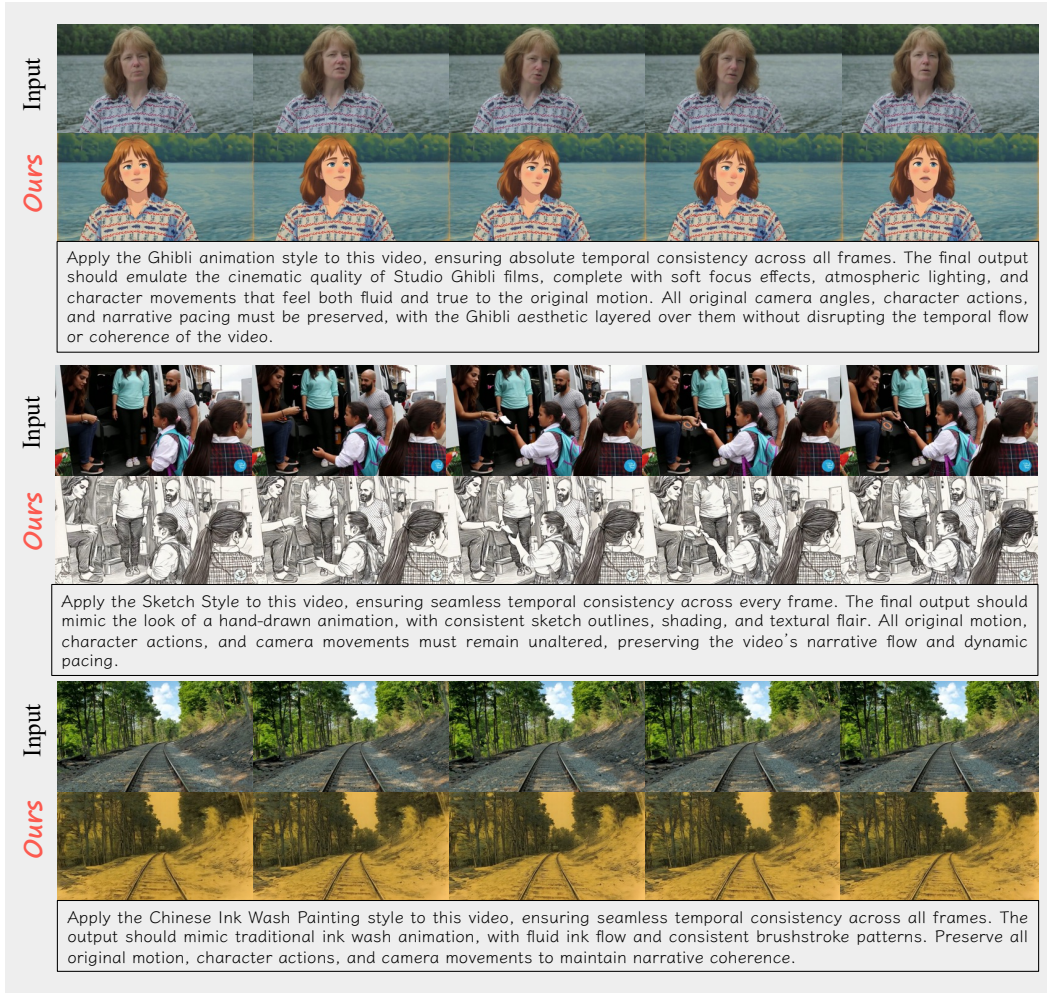 Input
Ours
Apply the Ghibli animation style to this video, ensuring absolute temporal consistency across all frames. The final output
should emulate the cinematic quality of Studio Ghibli films, complete with soft focus effects, atmospheric lighting, and
character movements that feel both fluid and true to the original motion. All original camera angles, character actions,
and narrative pacing must be preserved, with the Ghibli aesthetic layered over them without disrupting the temporal flow
or coherence of the video.
Input
Ours
Apply the Sketch Style to this video, ensuring seamless temporal consistency across every frame. The final output should
mimic the look of a hand-drawn animation, with consistent sketch outlines, shading, and textural flair. All original motion,
character actions, and camera movements must remain unaltered, preserving the video's narrative flow and dynamic
pacing.
Input
Ours
Apply the Chinese Ink Wash Painting style to this video, ensuring seamless temporal consistency across all frames. The
output should mimic traditional ink wash animation, with fluid ink flow and consistent brushstroke patterns. Preserve all
original motion, character actions, and camera movements to maintain narrative coherence.